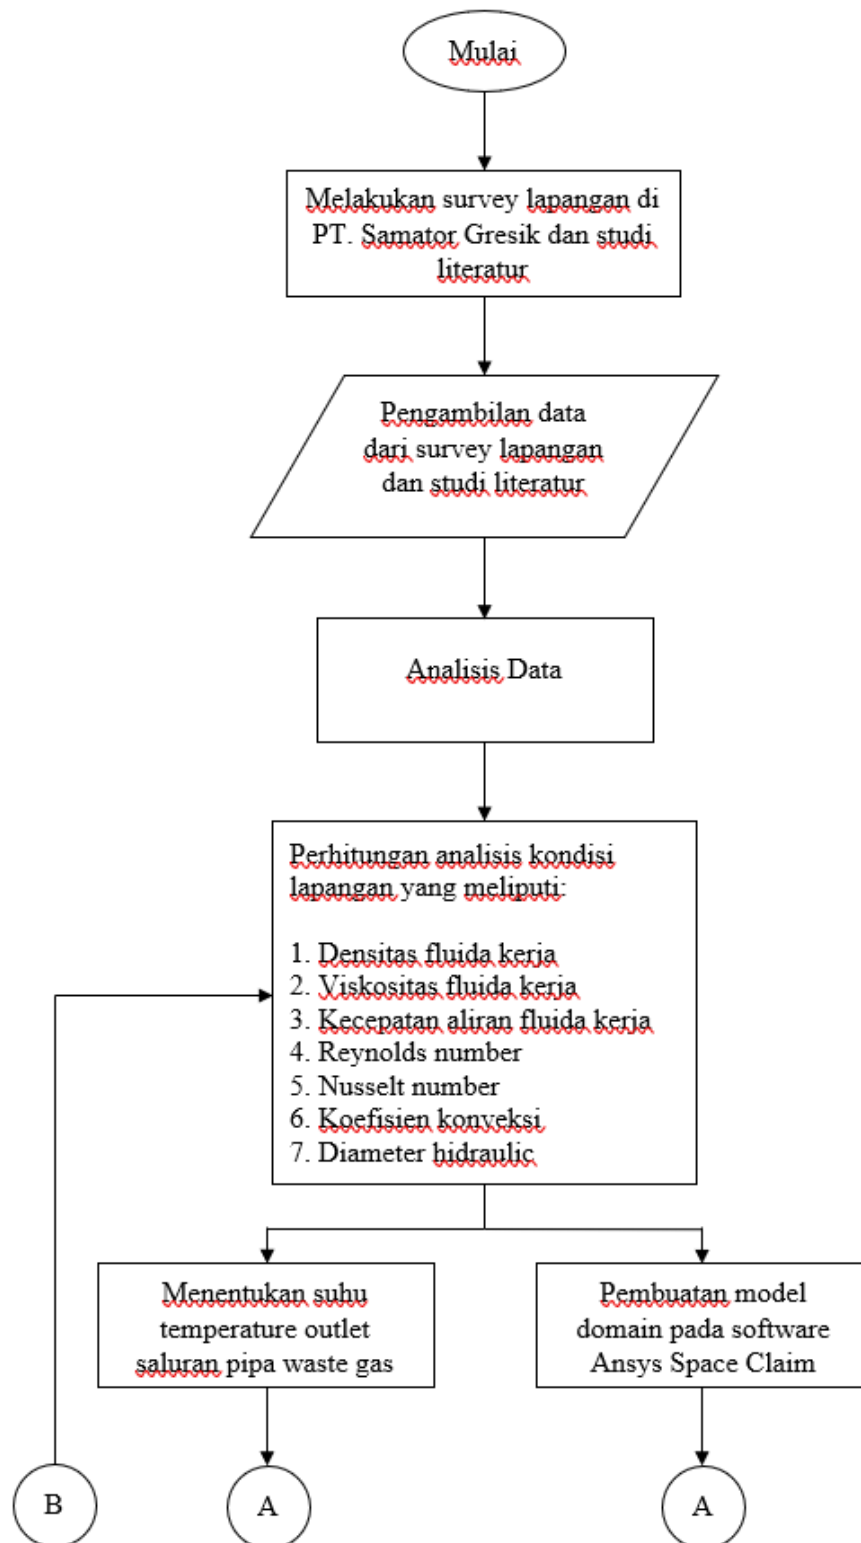 Mulai
Melakukan survey lapangan di
PT. Samator Gresik dan studi
literatur
Pengambilan data
dari survey lapangan
dan studi literatur
Analisis Data
Perhitungan analisis kondisi
lapangan yang meliputi:
1. Densitas fluida kerja
2. Viskositas fluida kerja
3. Kecepatan aliran fluida kerja
4. Reynolds number
5. Nusselt number
6. Koefisien konveksi
7. Diameter hidraulic
Menentukan suhu
temperature outlet
saluran pipa waste gas
Pembuatan model
domain pada software
Ansys Space Claim
B
A
A